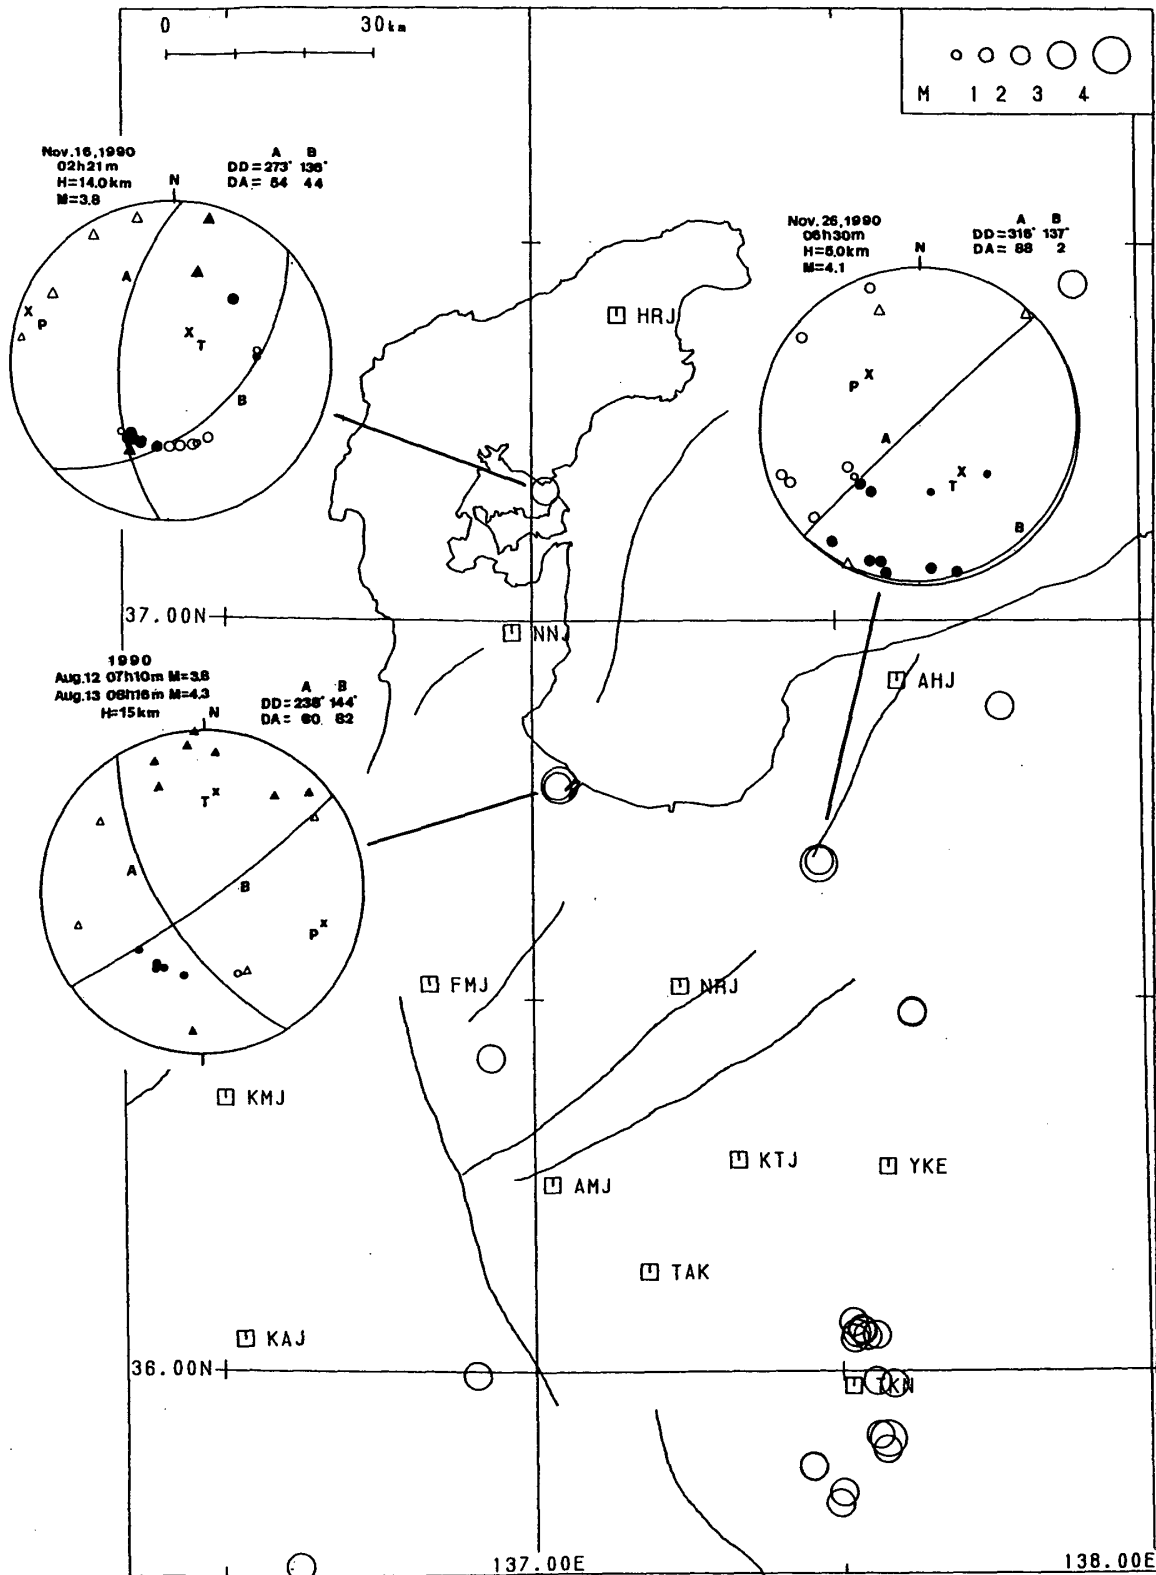 0 30km
M 1 2 3 4
Nov.16,1990
02h21m
H=14.0km
M=3.8
A B
DD=273° 136°
DA= 54 44
N
A
X
P
X
T
B
Nov.26,1990
06h30m
H=5.0km
M=4.1
A B
DD=316° 137°
DA= 88 2
N
P X
A
X
T
B
HRJ
37.00N
NNJ
AHJ
1990
Aug.12 07h10m M=3.8
Aug.13 08h16m M=4.3
H=15km
A B
DD=238° 144°
DA= 60 82
N
T X
A
B
X
P
FMJ
NRJ
KMJ
KTJ
YKE
AMJ
TAK
KAJ
36.00N
TKN
137.00E
138.00E